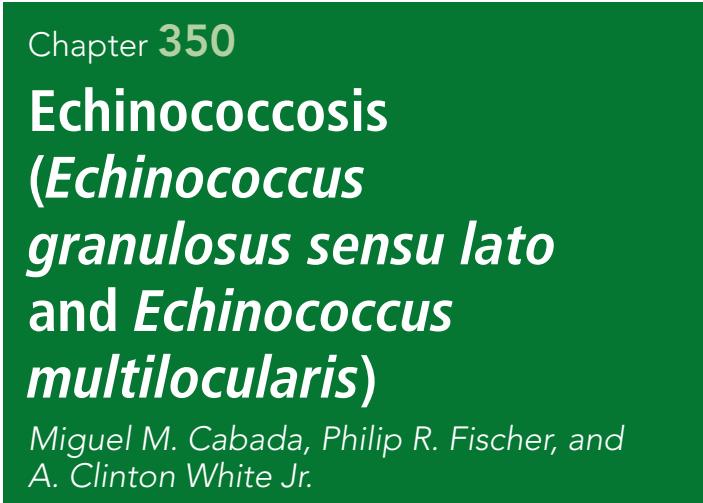 Chapter 350
Echinococcosis
(Echinococcus
granulosus sensu lato
and Echinococcus
multilocularis)
Miguel M. Cabada, Philip R. Fischer, and
A. Clinton White Jr.